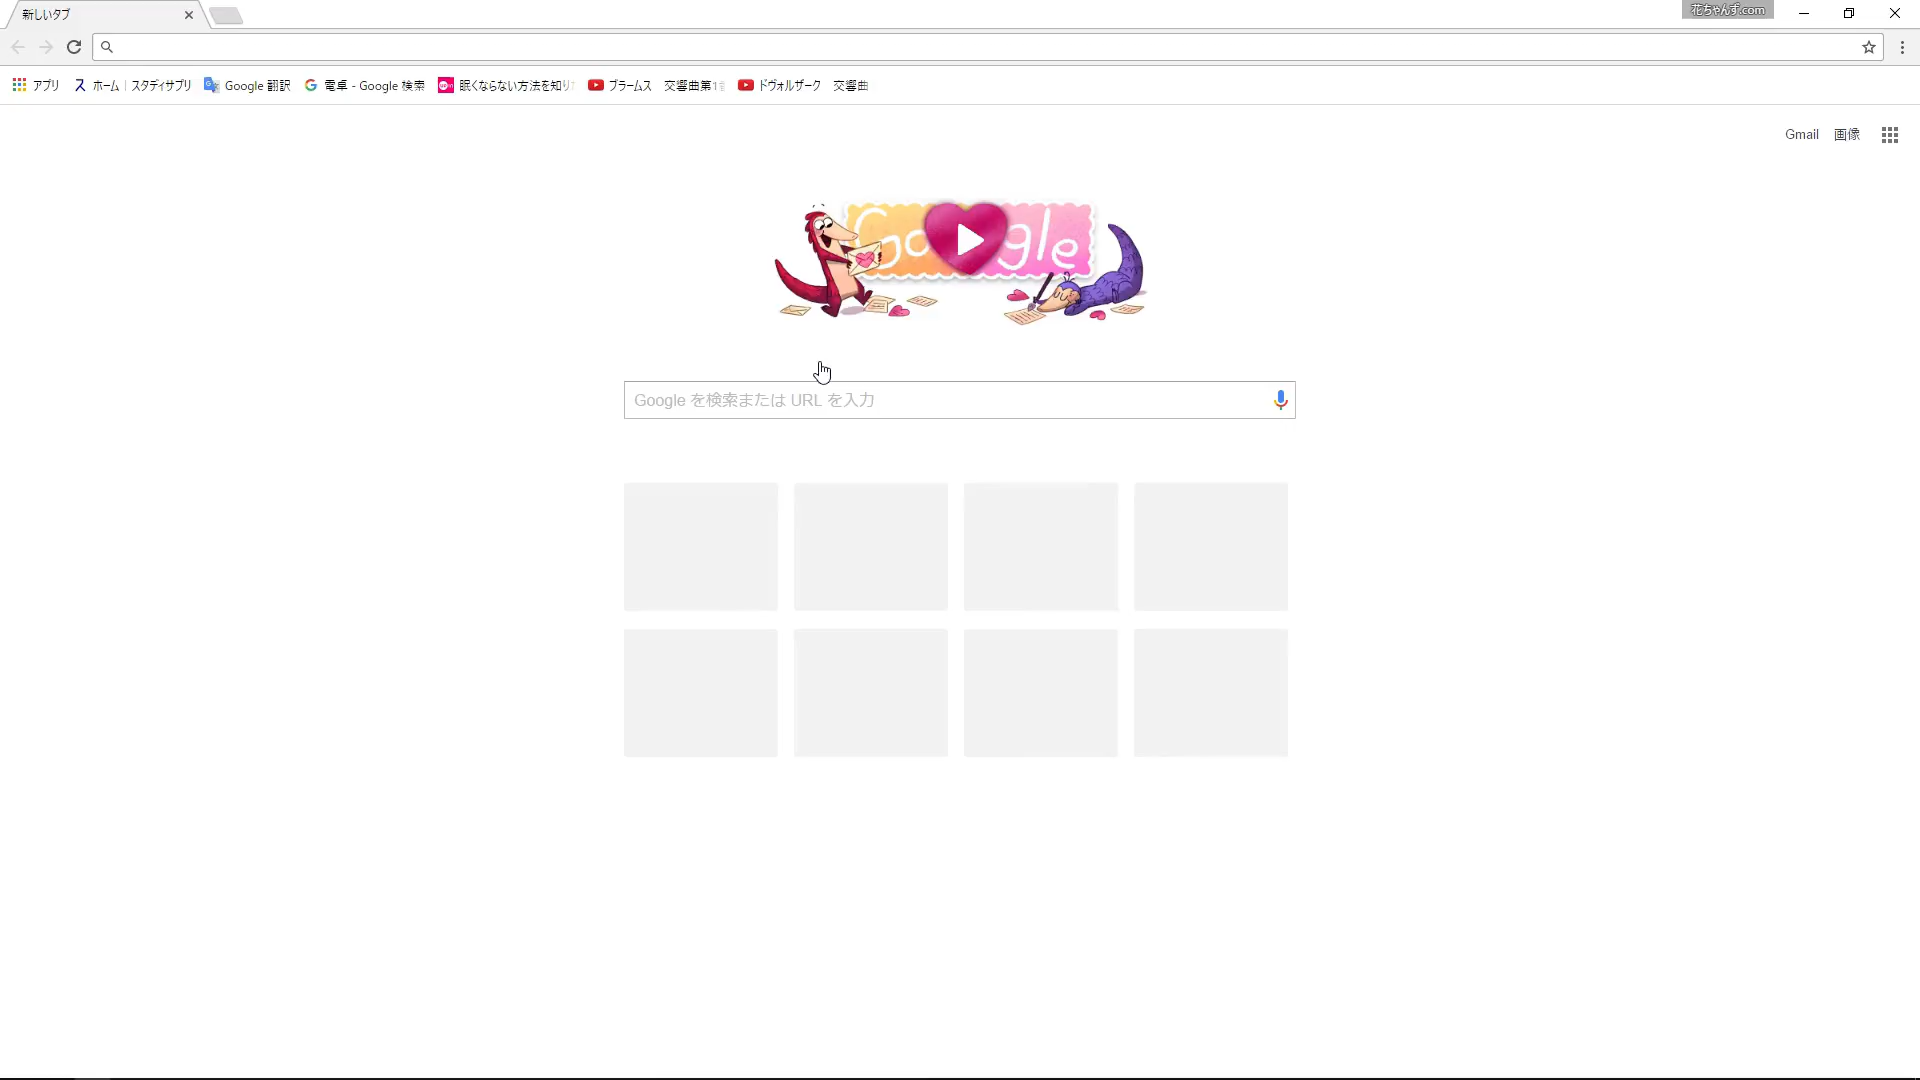 新しいタブ
花ちゃんず.com
アプリ
ホーム | スタディサプリ
Google 翻訳
電卓 - Google 検索
眠くならない方法を知り
ブラームス 交響曲第1
ドヴォルザーク 交響曲
Gmail
画像
Google
Google を検索または URL を入力